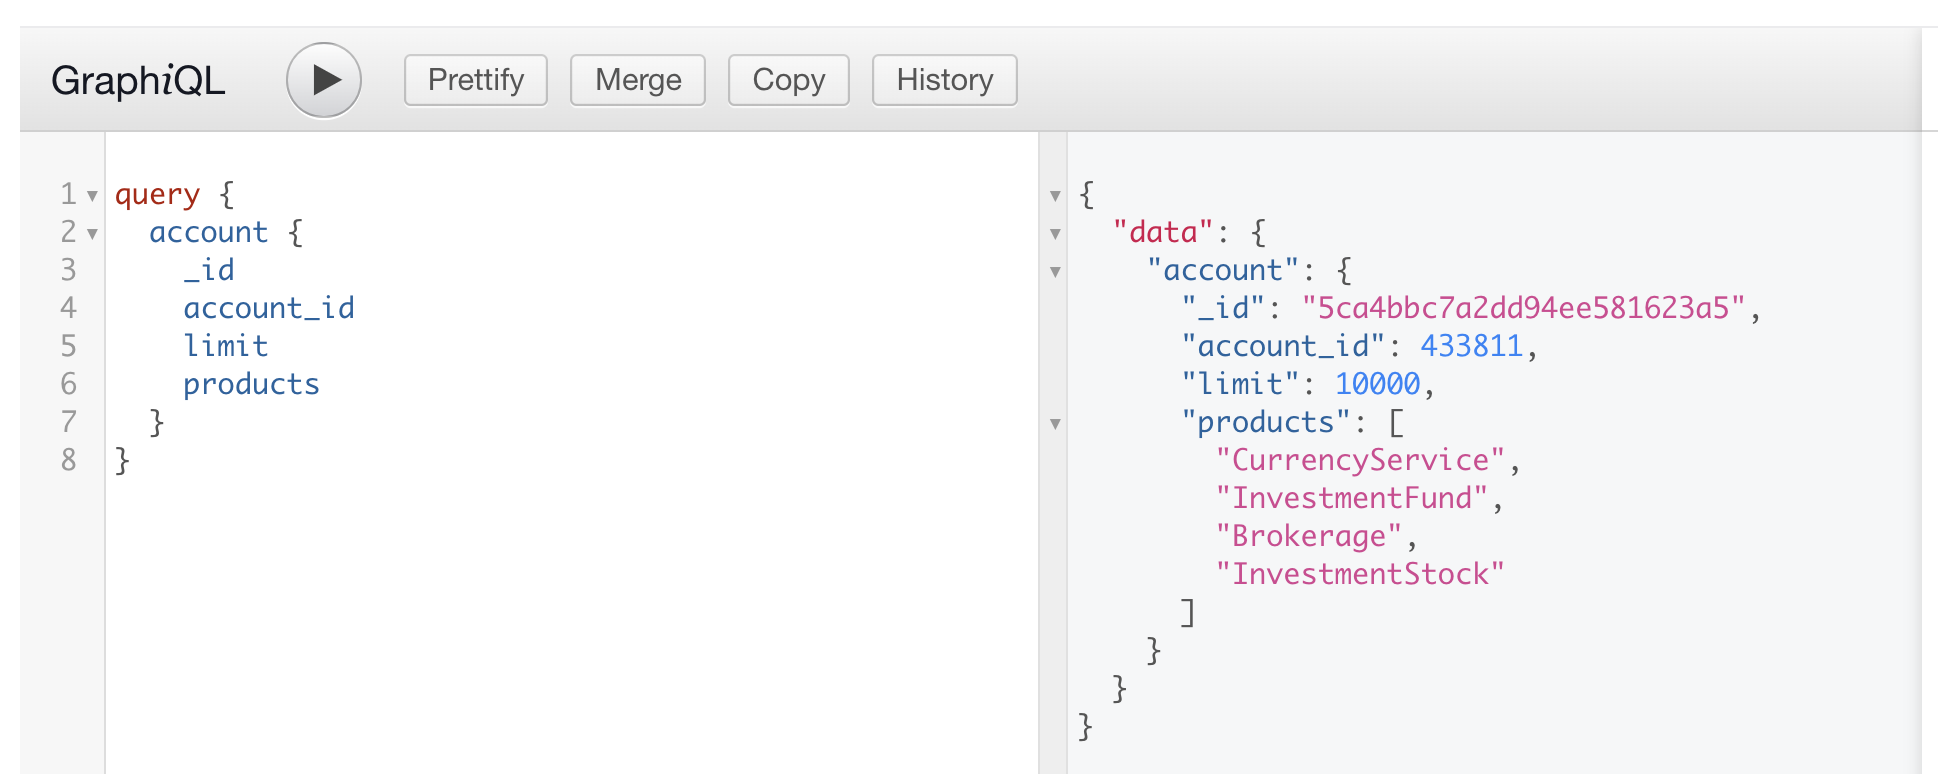 GraphiQL Prettify Merge Copy History
1 query {
2   account {
3     _id
4     account_id
5     limit
6     products
7   }
8 }
{
  "data": {
    "account": {
      "_id": "5ca4bbc7a2dd94ee581623a5",
      "account_id": 433811,
      "limit": 10000,
      "products": [
        "CurrencyService",
        "InvestmentFund",
        "Brokerage",
        "InvestmentStock"
      ]
    }
  }
}